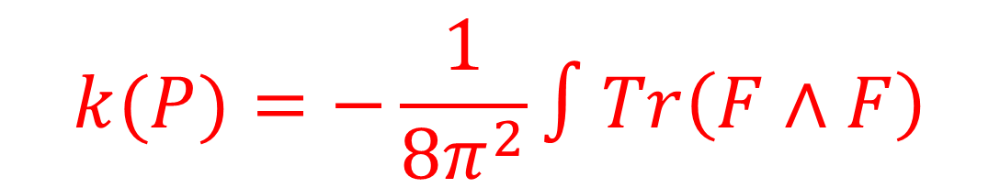 k(P) = − 1/8π² ∫ Tr(F ∧ F)